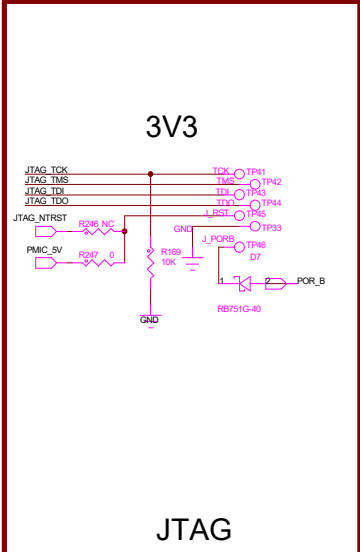 3V3
JTAG_TCK TCK TP41
JTAG_TMS TMS TP42
JTAG_TDI TDI TP43
JTAG_TDO TDO TP44
JTAG_NTRST R246 NC J_RST TP45
GND TP33
PMIC_5V R247 0
R169
10K
J_PORB TP46
D7
1 2 POR_B
RB751G-40
GND
JTAG